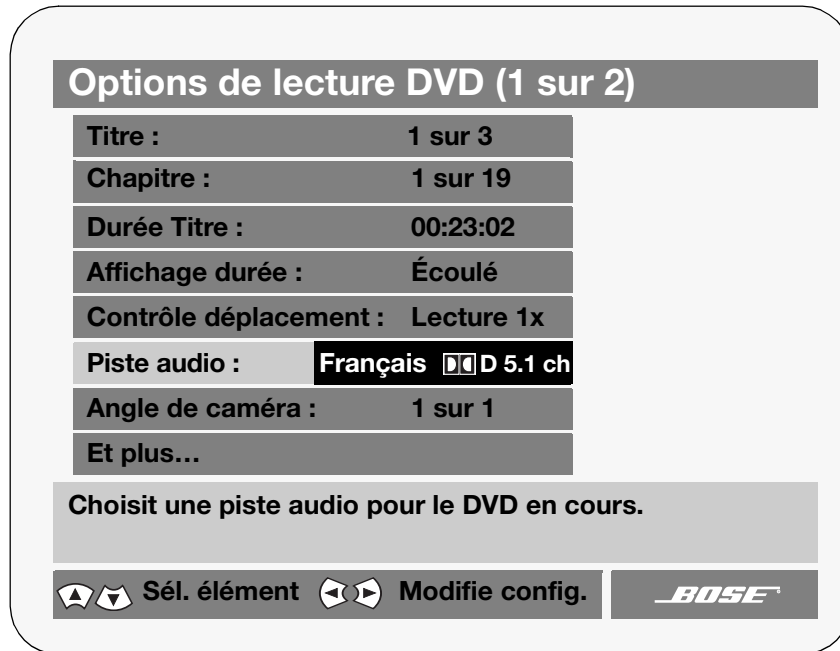 Options de lecture DVD (1 sur 2)
Titre : 1 sur 3
Chapitre : 1 sur 19
Durée Titre : 00:23:02
Affichage durée : Écoulé
Contrôle déplacement : Lecture 1x
Piste audio : Français D 5.1 ch
Angle de caméra : 1 sur 1
Et plus…
Choisit une piste audio pour le DVD en cours.
Sél. élément Modifie config. BOSE